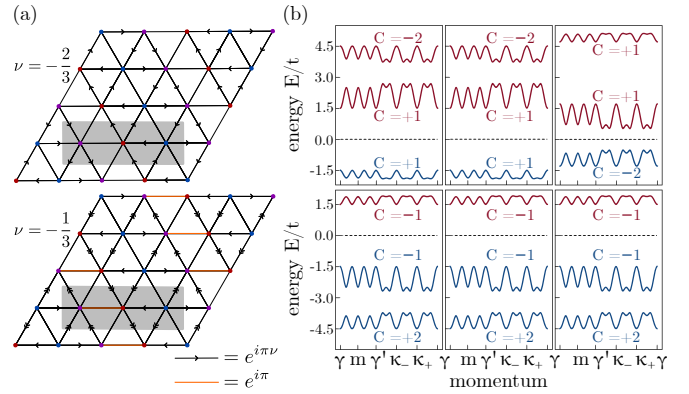 (a)
ν = −2/3
ν = −1/3
= e^{iπν}
= e^{iπ}
(b)
energy E/t
4.5
3.0
1.5
0.0
-1.5
C = −2
C = +1
C = +1
C = −2
C = +1
C = +1
C = +1
C = +1
C = −2
energy E/t
1.5
0.0
-1.5
-3.0
-4.5
C = −1
C = −1
C = +2
C = −1
C = −1
C = +2
C = −1
C = −1
C = +2
γ m γ' κ₋ κ₊ γ m γ' κ₋ κ₊ γ m γ' κ₋ κ₊ γ
momentum